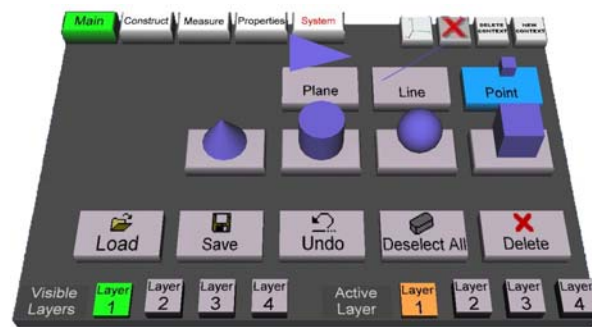 Main Construct Measure Properties System DELETE CONTEXT NEW CONTEXT
Plane Line Point
Load Save Undo Deselect All Delete
Visible Layers Layer 1 Layer 2 Layer 3 Layer 4 Active Layer Layer 1 Layer 2 Layer 3 Layer 4